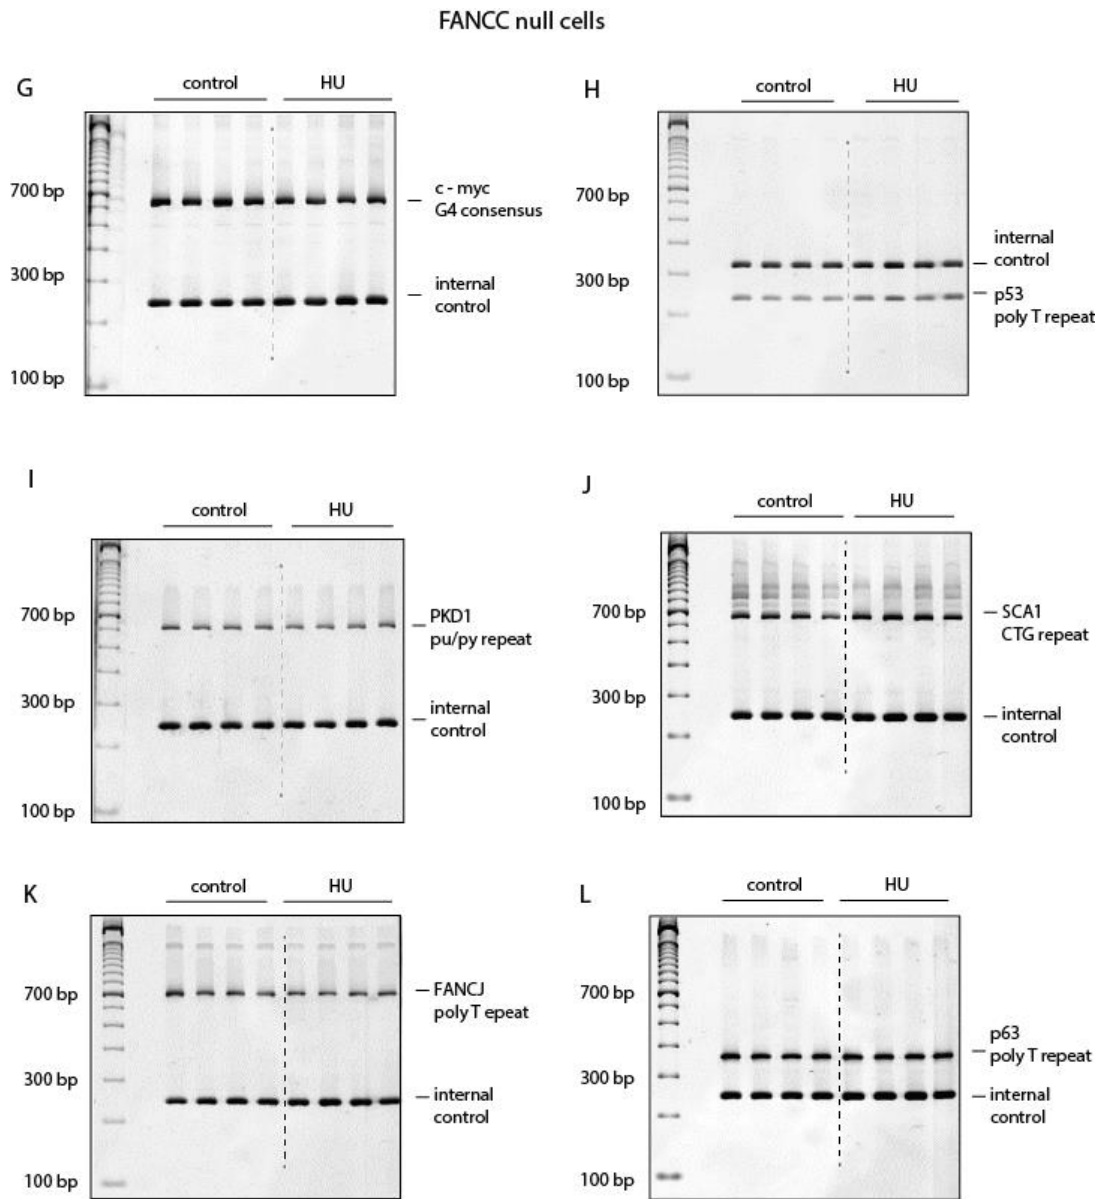 FANCC null cells
G
control
HU
700 bp
300 bp
100 bp
c - myc
G4 consensus
internal
control
H
control
HU
700 bp
300 bp
100 bp
internal
control
p53
poly T repeat
I
control
HU
700 bp
300 bp
100 bp
PKD1
pu/py repeat
internal
control
J
control
HU
700 bp
300 bp
100 bp
SCA1
CTG repeat
internal
control
K
control
HU
700 bp
300 bp
100 bp
FANCJ
poly T epeat
internal
control
L
control
HU
700 bp
300 bp
100 bp
p63
poly T repeat
internal
control